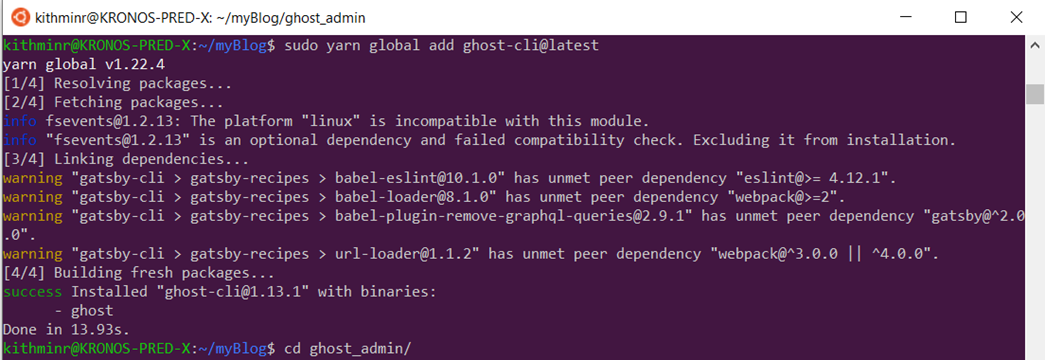 kithminr@KRONOS-PRED-X: ~/myBlog/ghost_admin
kithminr@KRONOS-PRED-X:~/myBlog$ sudo yarn global add ghost-cli@latest
yarn global v1.22.4
[1/4] Resolving packages...
[2/4] Fetching packages...
info fsevents@1.2.13: The platform "linux" is incompatible with this module.
info "fsevents@1.2.13" is an optional dependency and failed compatibility check. Excluding it from installation.
[3/4] Linking dependencies...
warning "gatsby-cli > gatsby-recipes > babel-eslint@10.1.0" has unmet peer dependency "eslint@>= 4.12.1".
warning "gatsby-cli > gatsby-recipes > babel-loader@8.1.0" has unmet peer dependency "webpack@>=2".
warning "gatsby-cli > gatsby-recipes > babel-plugin-remove-graphql-queries@2.9.1" has unmet peer dependency "gatsby@^2.0
.0".
warning "gatsby-cli > gatsby-recipes > url-loader@1.1.2" has unmet peer dependency "webpack@^3.0.0 || ^4.0.0".
[4/4] Building fresh packages...
success Installed "ghost-cli@1.13.1" with binaries:
      - ghost
Done in 13.93s.
kithminr@KRONOS-PRED-X:~/myBlog$ cd ghost_admin/